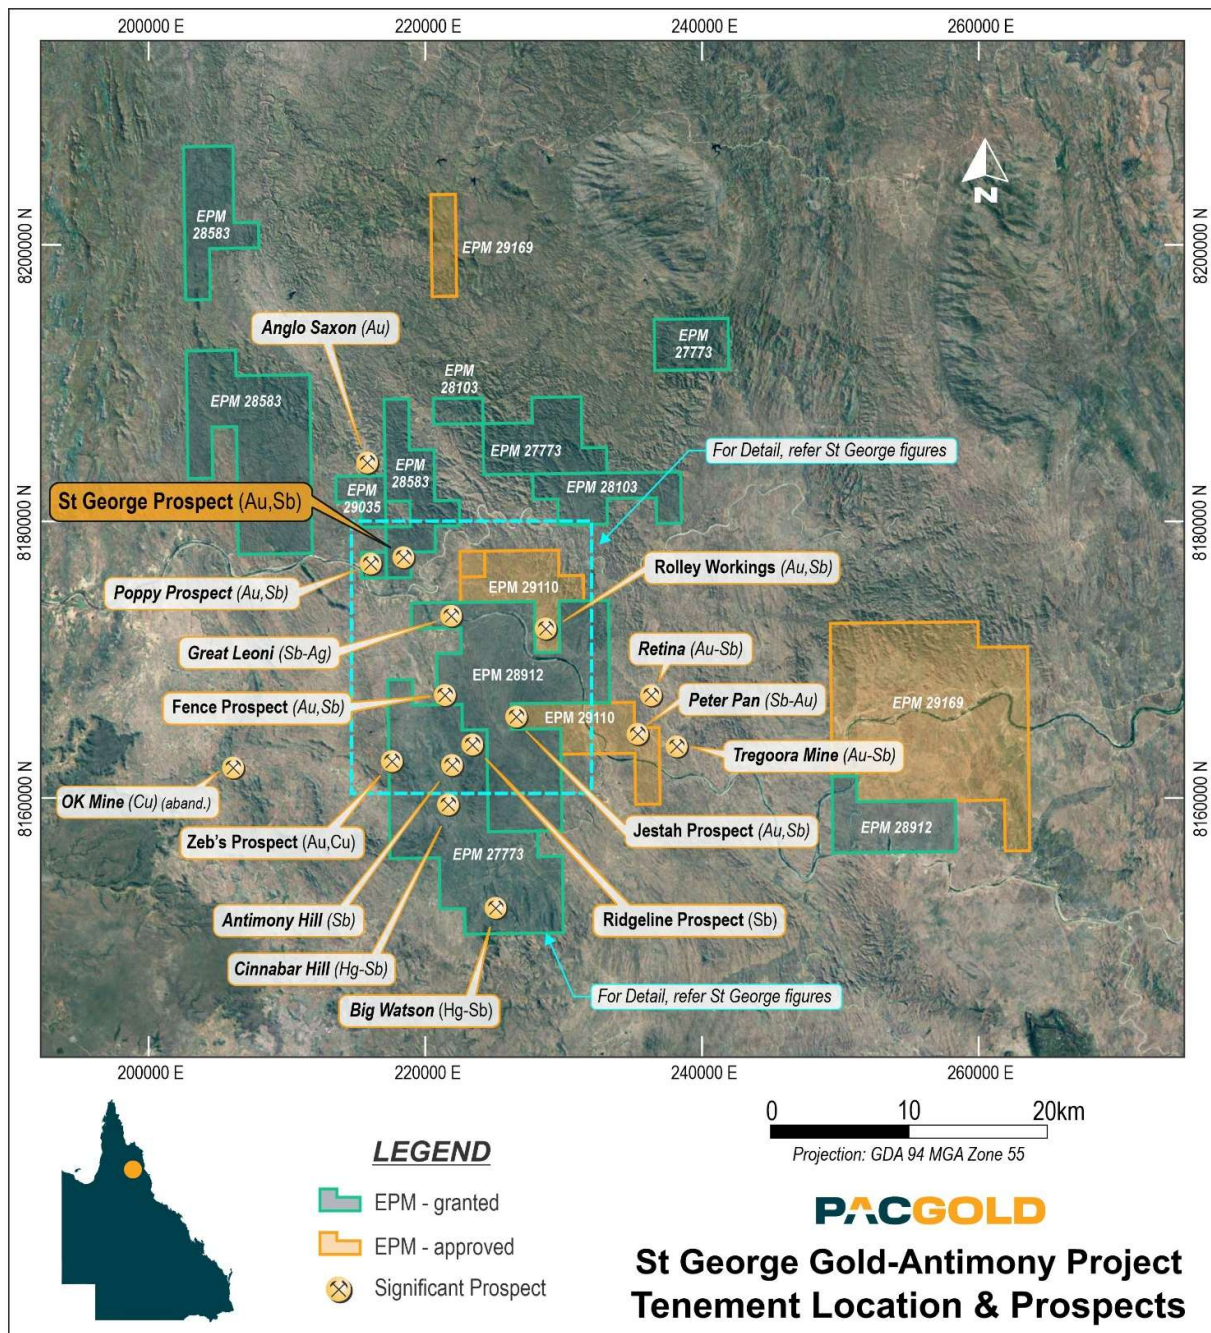 200000 E
220000 E
240000 E
260000 E
8200000 N
8200000 N
N
EPM
28583
EPM 29169
EPM
27773
Anglo Saxon (Au)
EPM
28103
EPM 28583
EPM 27773
For Detail, refer St George figures
EPM
28583
EPM
29035
EPM 28103
St George Prospect (Au,Sb)
8180000 N
8180000 N
Rolley Workings (Au,Sb)
EPM 29110
Poppy Prospect (Au,Sb)
Great Leoni (Sb-Ag)
Retina (Au-Sb)
EPM 28912
Peter Pan (Sb-Au)
EPM 29169
Fence Prospect (Au,Sb)
EPM 29110
Tregoora Mine (Au-Sb)
OK Mine (Cu) (aband.)
8160000 N
8160000 N
Zeb's Prospect (Au,Cu)
Jestah Prospect (Au,Sb)
EPM 28912
EPM 27773
Antimony Hill (Sb)
Ridgeline Prospect (Sb)
Cinnabar Hill (Hg-Sb)
Big Watson (Hg-Sb)
For Detail, refer St George figures
200000 E
220000 E
240000 E
260000 E
LEGEND
EPM - granted
EPM - approved
Significant Prospect
0
10
20km
Projection: GDA 94 MGA Zone 55
PACGOLD
St George Gold-Antimony Project
Tenement Location & Prospects